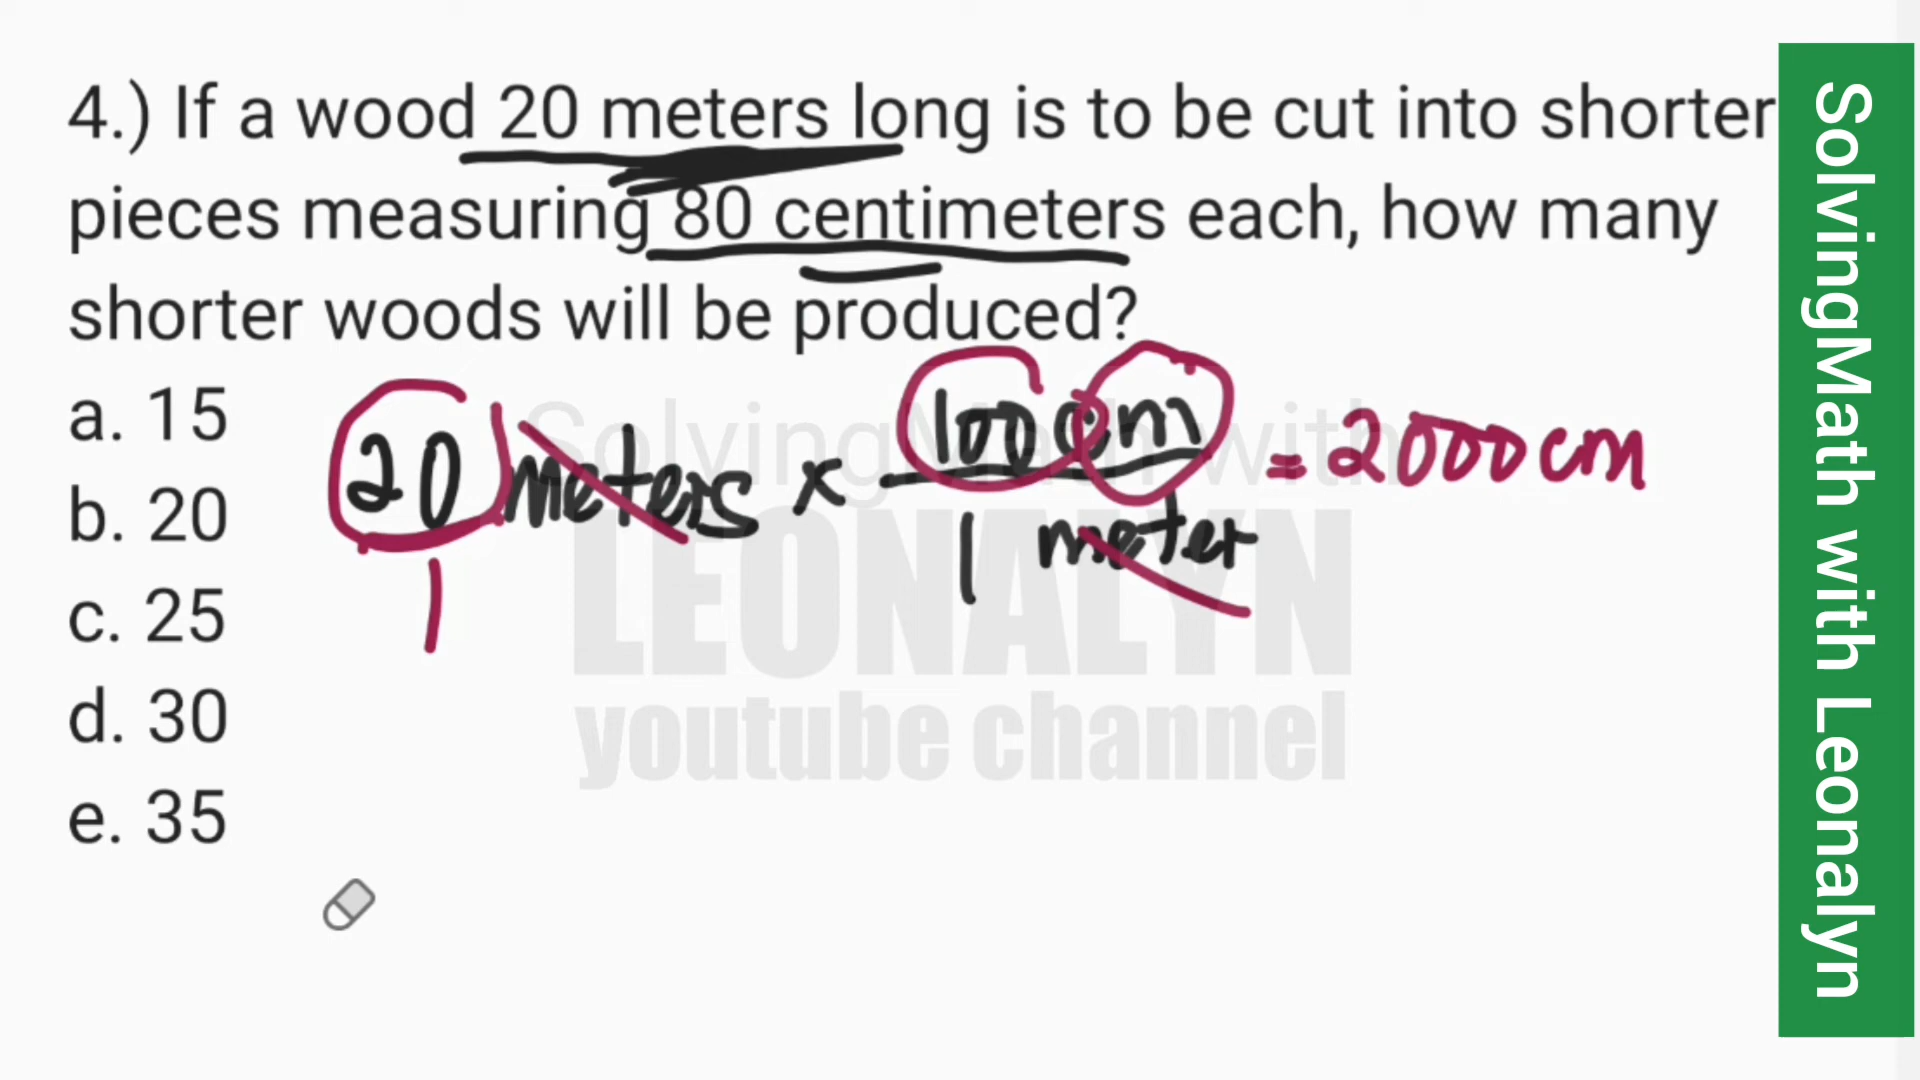 4.) If a wood 20 meters long is to be cut into shorter
pieces measuring 80 centimeters each, how many
shorter woods will be produced?
a. 15
b. 20
c. 25
d. 30
e. 35
20 meters x 100 cm = 2000 cm
1 1 meter
SolvingMath with
LEONALYN
youtube channel
SolvingMath with Leonalyn